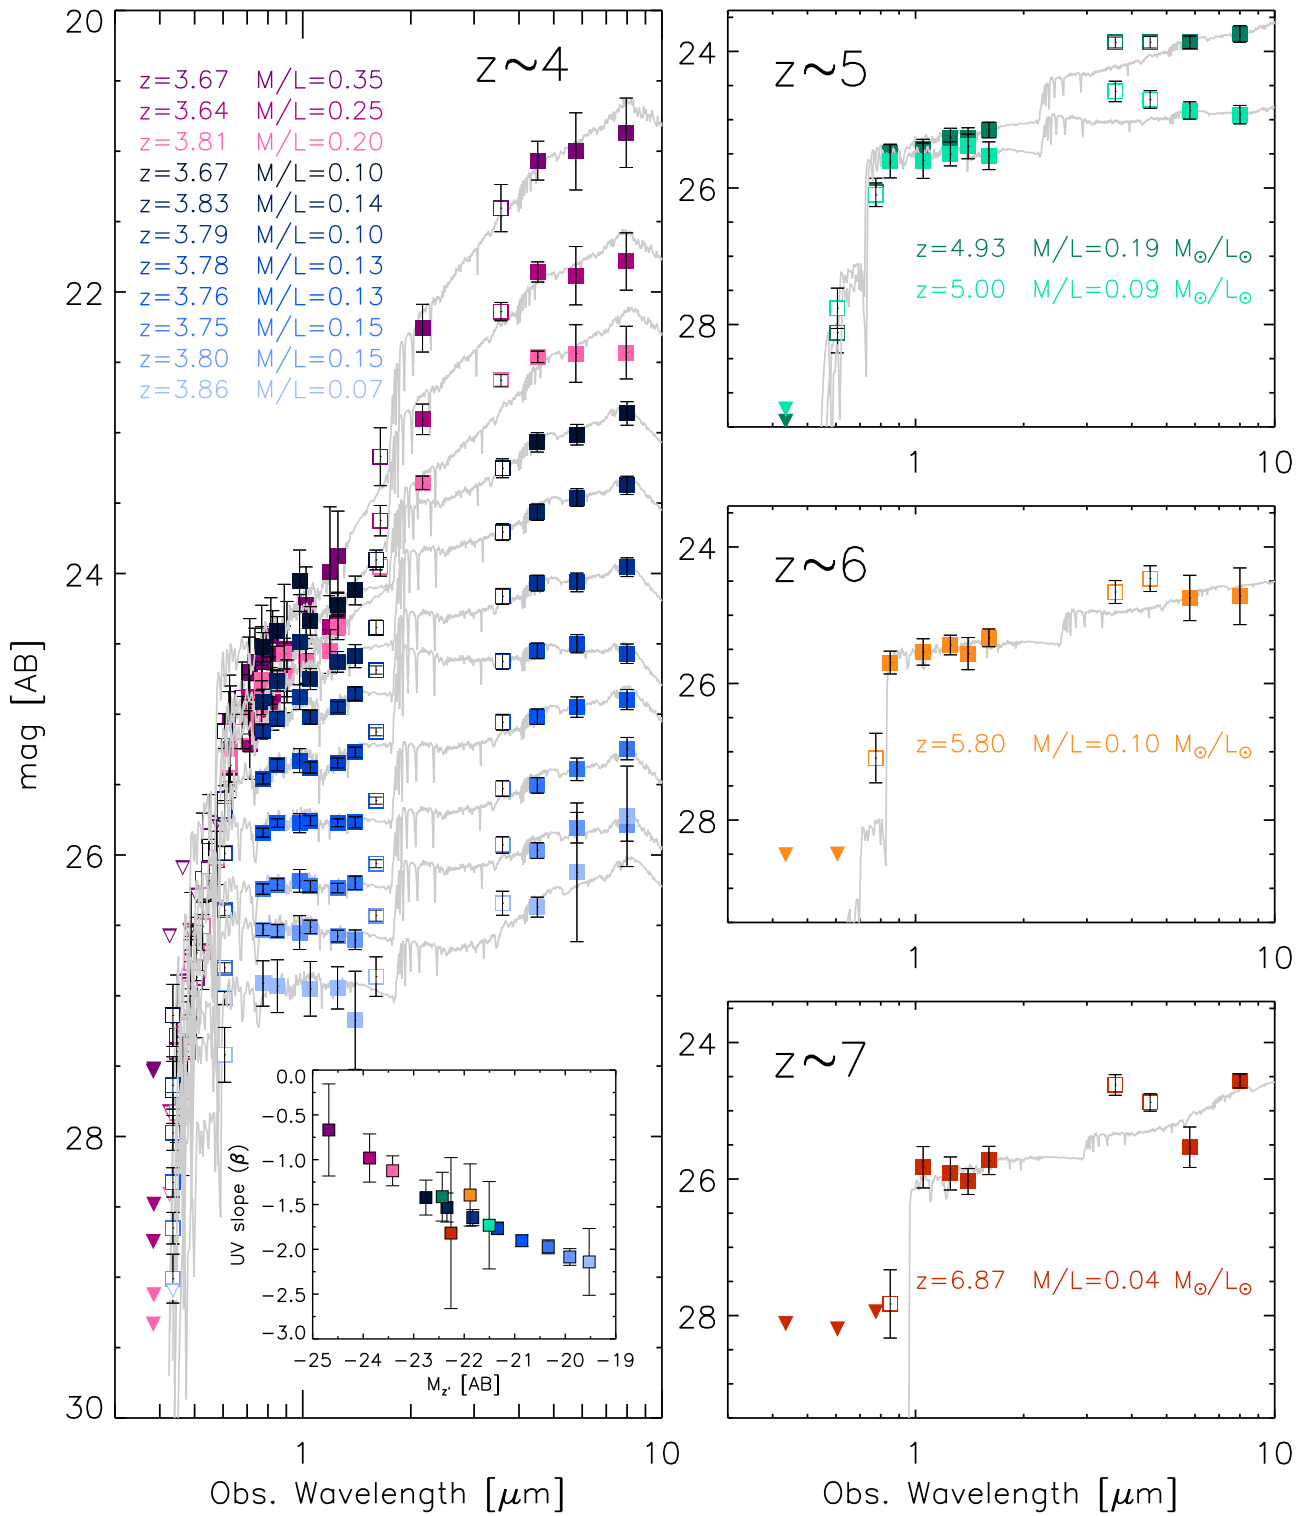 z~4
z=3.67 M/L=0.35
z=3.64 M/L=0.25
z=3.81 M/L=0.20
z=3.67 M/L=0.10
z=3.83 M/L=0.14
z=3.79 M/L=0.10
z=3.78 M/L=0.13
z=3.76 M/L=0.13
z=3.75 M/L=0.15
z=3.80 M/L=0.15
z=3.86 M/L=0.07
20
22
24
26
28
30
mag [AB]
1 10
Obs. Wavelength [μm]
0.0
−0.5
−1.0
−1.5
−2.0
−2.5
−3.0
UV slope (β)
−25 −24 −23 −22 −21 −20 −19
M_z' [AB]
z~5
24
26
28
z=4.93 M/L=0.19 M☉/L☉
z=5.00 M/L=0.09 M☉/L☉
1 10
z~6
24
26
28
z=5.80 M/L=0.10 M☉/L☉
1 10
z~7
24
26
28
z=6.87 M/L=0.04 M☉/L☉
1 10
Obs. Wavelength [μm]